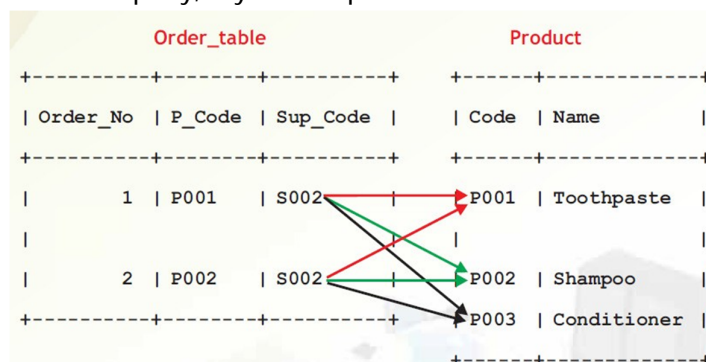 Order_table Product
+----------+--------+----------+ +------+-------------+
| Order_No | P_Code | Sup_Code | | Code | Name |
+----------+--------+----------+ +------+-------------+
| 1 | P001 | S002 | | P001 | Toothpaste |
| | | |
| 2 | P002 | S002 | | P002 | Shampoo |
+----------+--------+----------+ | P003 | Conditioner |
+------+-------------+